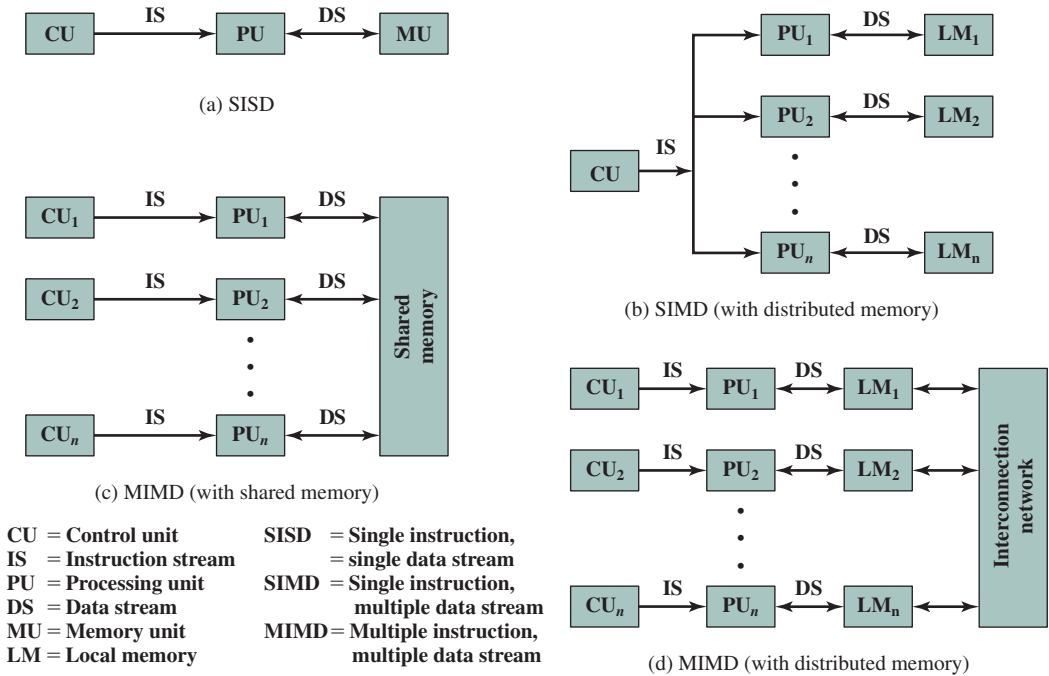 IS DS
CU PU MU
(a) SISD
DS
PU1 LM1
DS
PU2 LM2
IS
CU
DS
PUn LMn
(b) SIMD (with distributed memory)
IS DS
CU1 PU1
IS DS
CU2 PU2
Shared
memory
IS DS
CUn PUn
(c) MIMD (with shared memory)
IS DS
CU1 PU1 LM1
IS DS
CU2 PU2 LM2
Interconnection
network
IS DS
CUn PUn LMn
(d) MIMD (with distributed memory)
CU = Control unit
IS = Instruction stream
PU = Processing unit
DS = Data stream
MU = Memory unit
LM = Local memory
SISD = Single instruction,
= single data stream
SIMD = Single instruction,
multiple data stream
MIMD = Multiple instruction,
multiple data stream